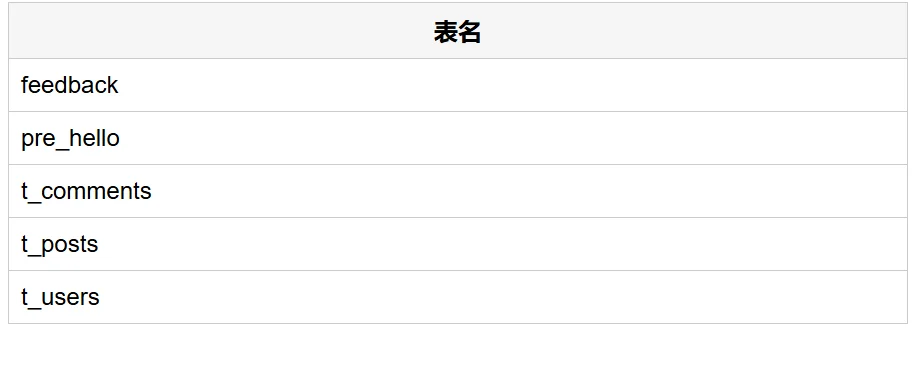 表名
feedback
pre_hello
t_comments
t_posts
t_users